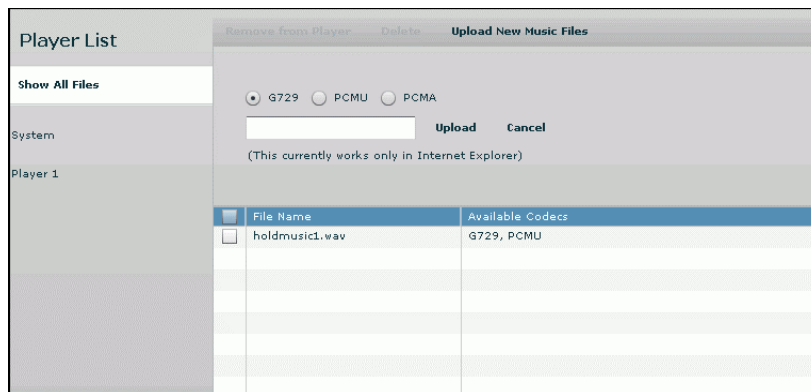 Player List
Remove from Player Delete Upload New Music Files
Show All Files
System
Player 1
G729 PCMU PCMA
Upload Cancel
(This currently works only in Internet Explorer)
File Name Available Codecs
holdmusic1.wav G729, PCMU